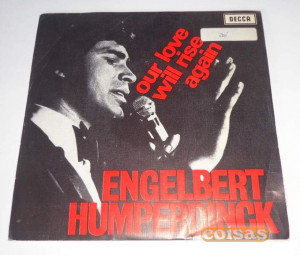 DECCA
our love
will rise
again
ENGELBERT
HUMPERDINCK
coisas